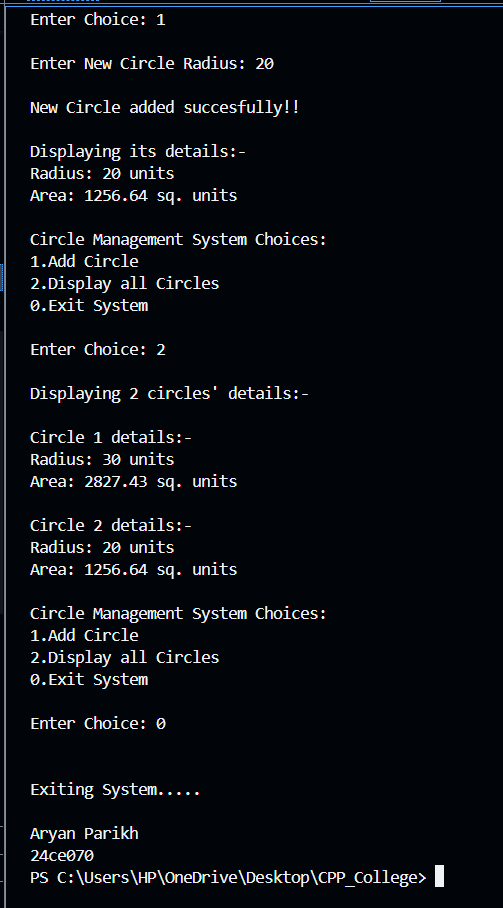 Enter Choice: 1
Enter New Circle Radius: 20
New Circle added succesfully!!
Displaying its details:-
Radius: 20 units
Area: 1256.64 sq. units
Circle Management System Choices:
1.Add Circle
2.Display all Circles
0.Exit System
Enter Choice: 2
Displaying 2 circles' details:-
Circle 1 details:-
Radius: 30 units
Area: 2827.43 sq. units
Circle 2 details:-
Radius: 20 units
Area: 1256.64 sq. units
Circle Management System Choices:
1.Add Circle
2.Display all Circles
0.Exit System
Enter Choice: 0
Exiting System.....
Aryan Parikh
24ce070
PS C:\Users\HP\OneDrive\Desktop\CPP_College>